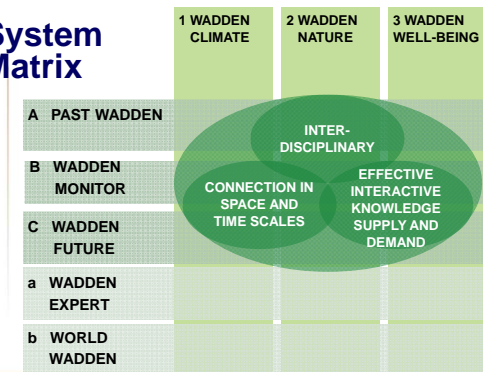 System
Matrix
1 WADDEN
CLIMATE
2 WADDEN
NATURE
3 WADDEN
WELL-BEING
A PAST WADDEN
B WADDEN
MONITOR
C WADDEN
FUTURE
a WADDEN
EXPERT
b WORLD
WADDEN
INTER-
DISCIPLINARY
CONNECTION IN
SPACE AND
TIME SCALES
EFFECTIVE
INTERACTIVE
KNOWLEDGE
SUPPLY AND
DEMAND